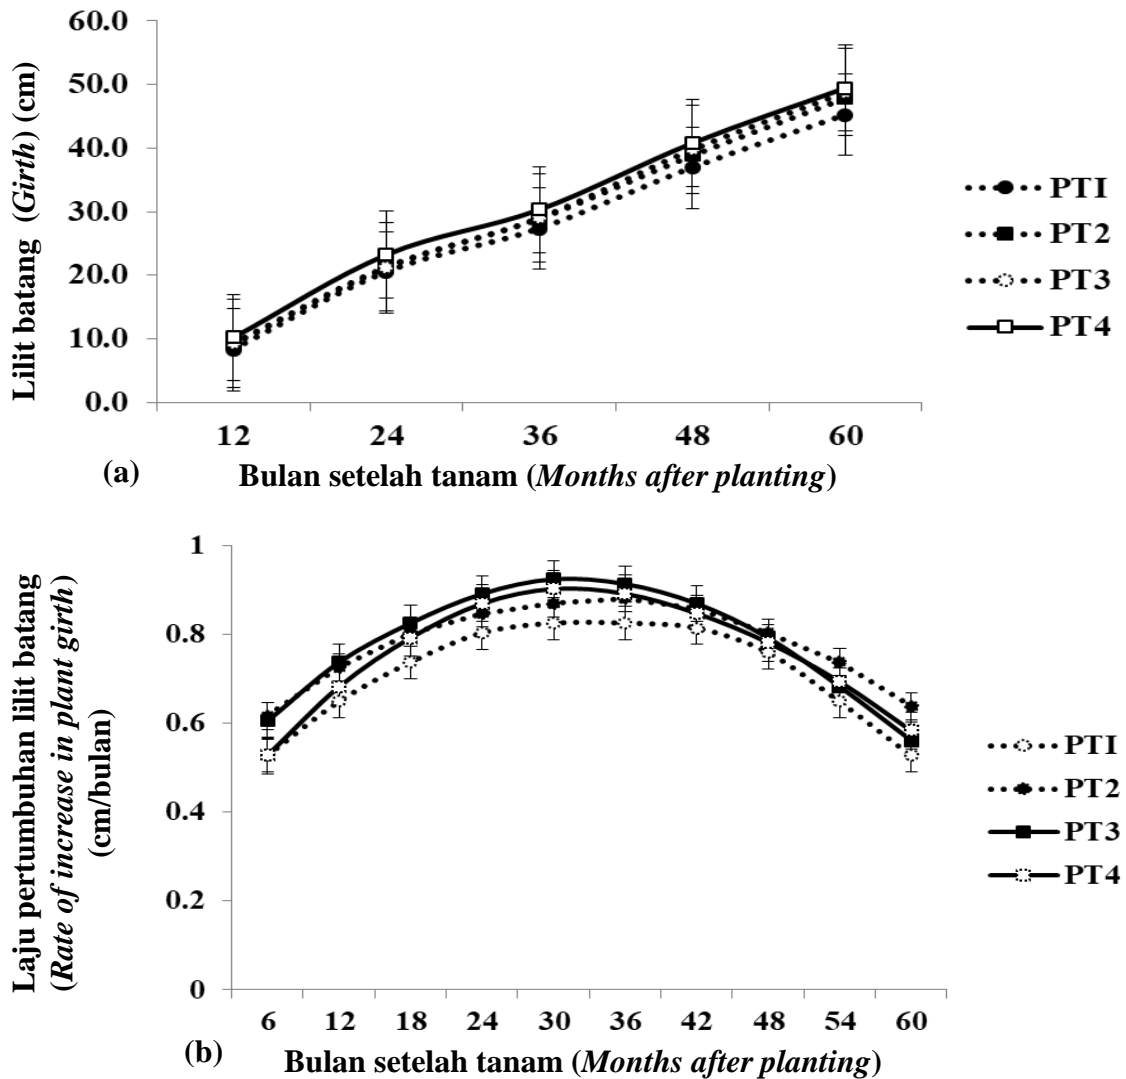 60.0
50.0
40.0
30.0
20.0
10.0
0.0
Lilit batang (Girth) (cm)
12 24 36 48 60
(a) Bulan setelah tanam (Months after planting)
PT1
PT2
PT3
PT4
1
0.8
0.6
0.4
0.2
0
Laju pertumbuhan lilit batang
(Rate of increase in plant girth)
(cm/bulan)
6 12 18 24 30 36 42 48 54 60
(b) Bulan setelah tanam (Months after planting)
PT1
PT2
PT3
PT4